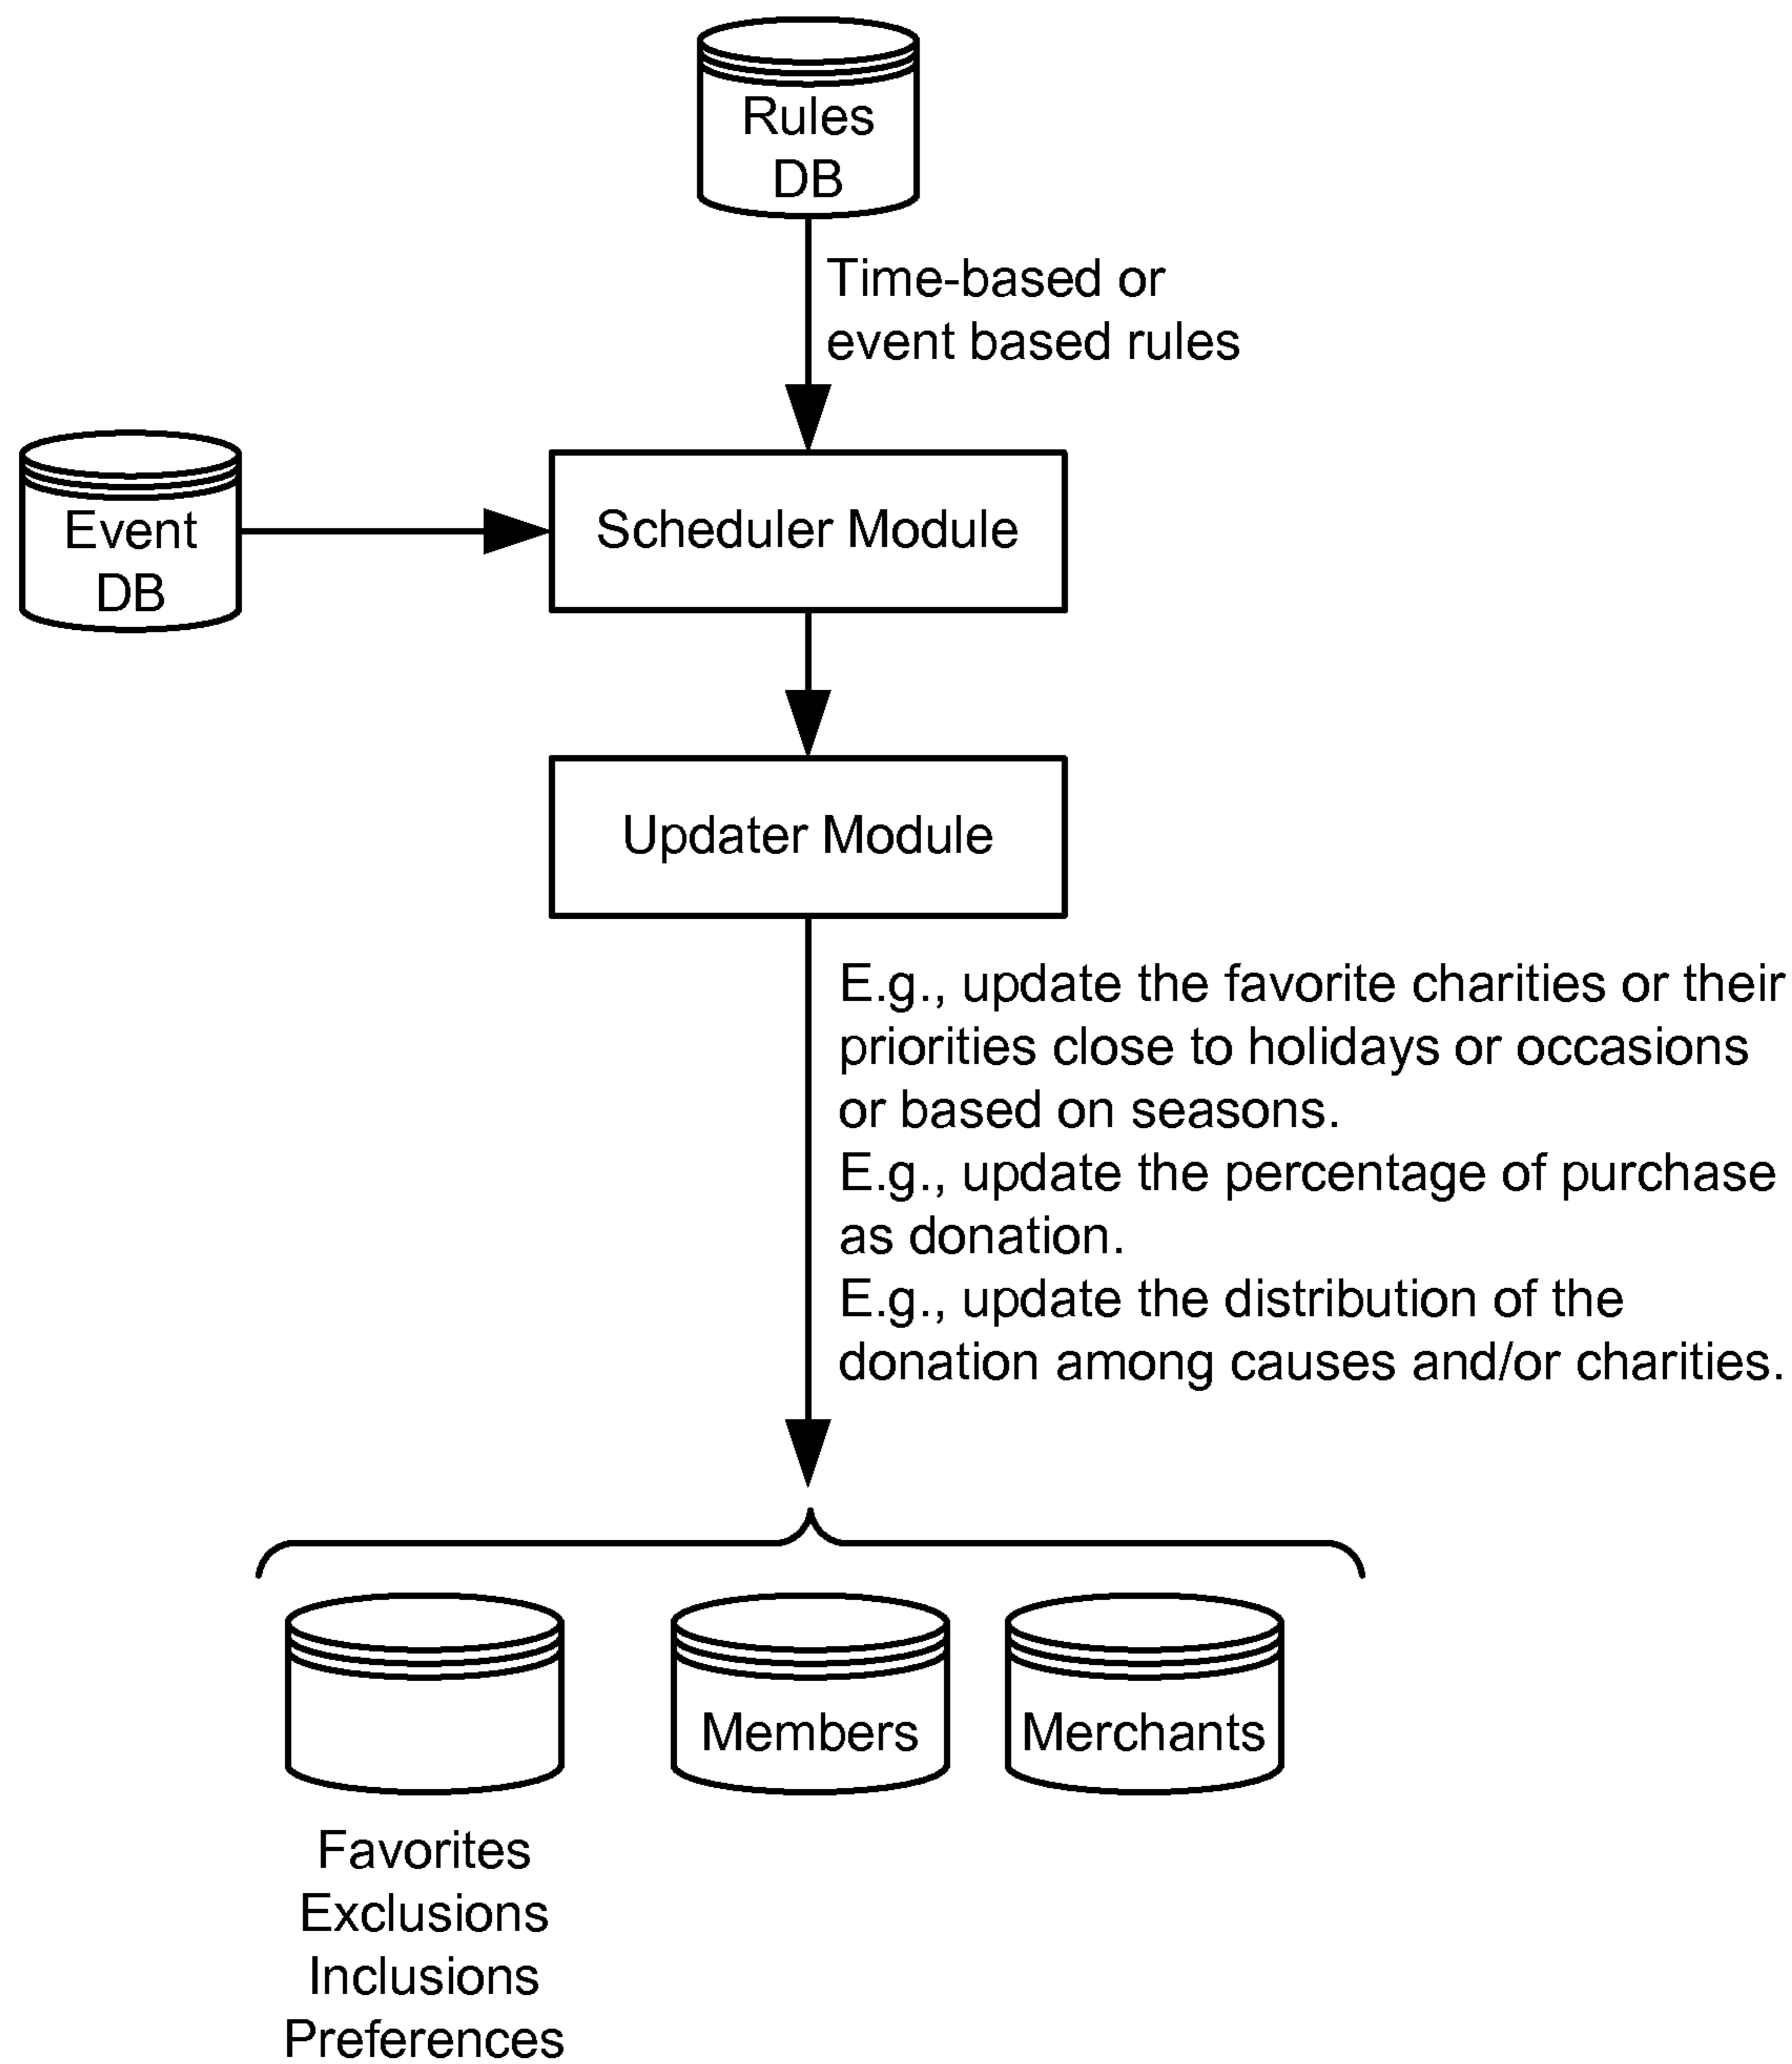 Rules
DB
Time-based or
event based rules
Event
DB
Scheduler Module
Updater Module
E.g., update the favorite charities or their
priorities close to holidays or occasions
or based on seasons.
E.g., update the percentage of purchase
as donation.
E.g., update the distribution of the
donation among causes and/or charities.
Members
Merchants
Favorites
Exclusions
Inclusions
Preferences